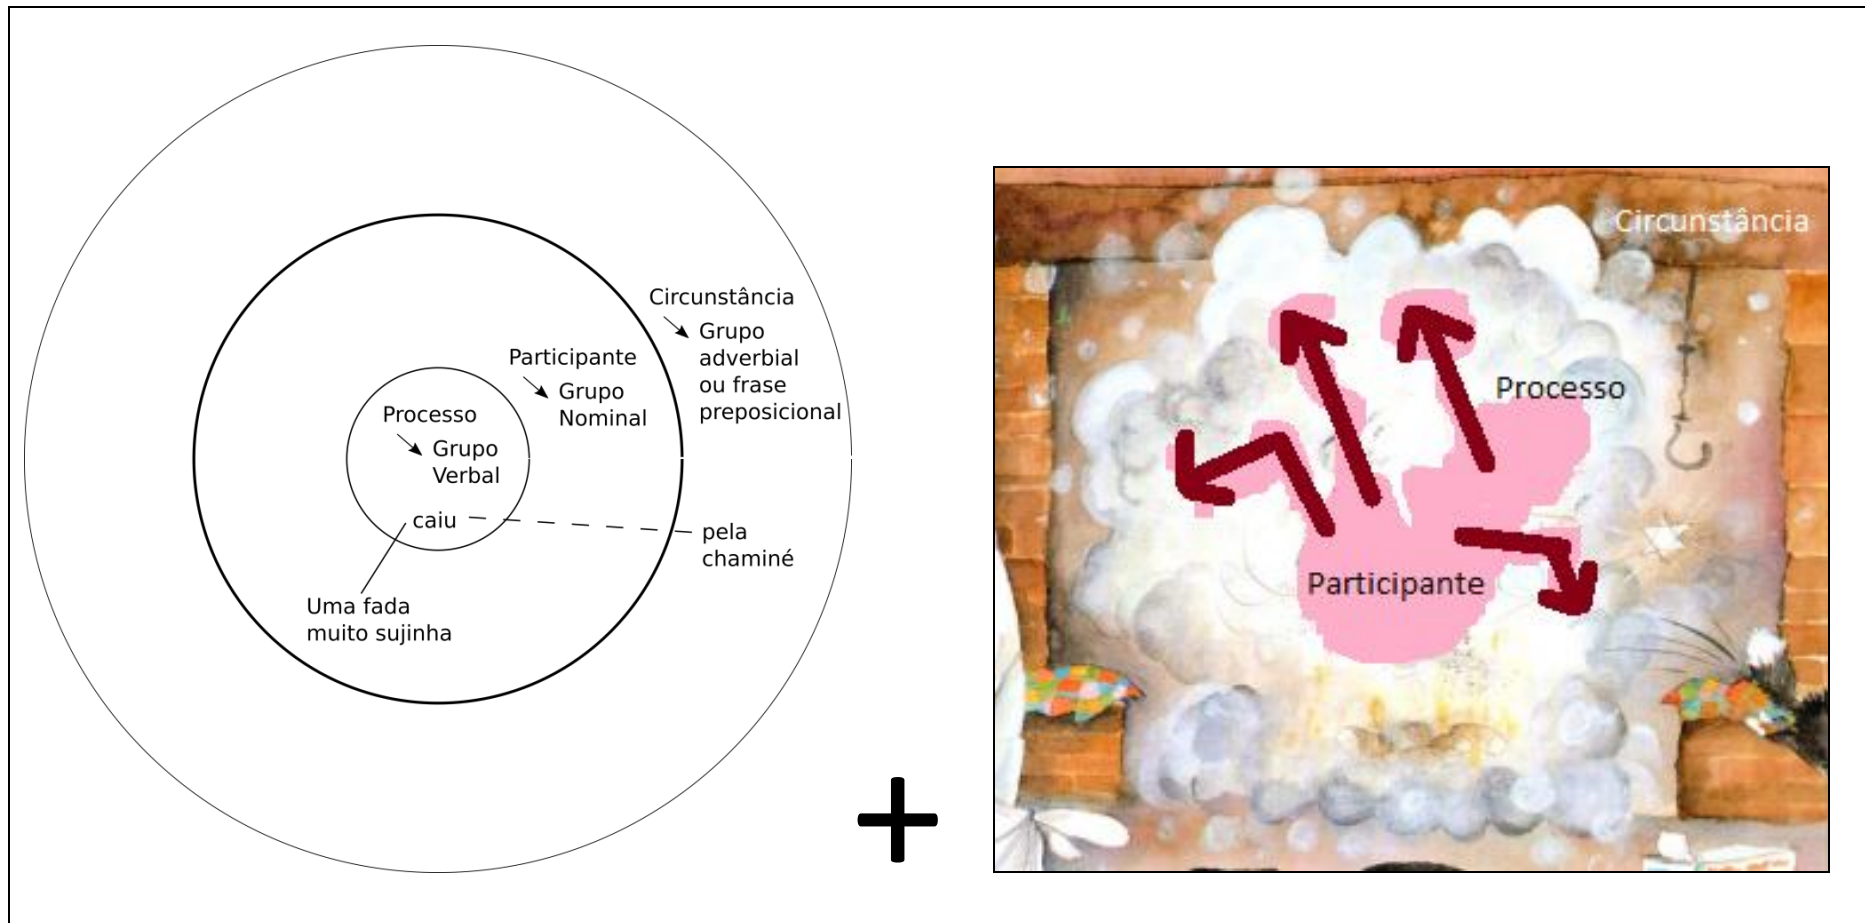 Circunstância
Grupo
adverbial
ou frase
preposicional
Participante
Grupo
Nominal
Processo
Grupo
Verbal
caiu
pela
chaminé
Uma fada
muito sujinha
+
Circunstância
Processo
Participante